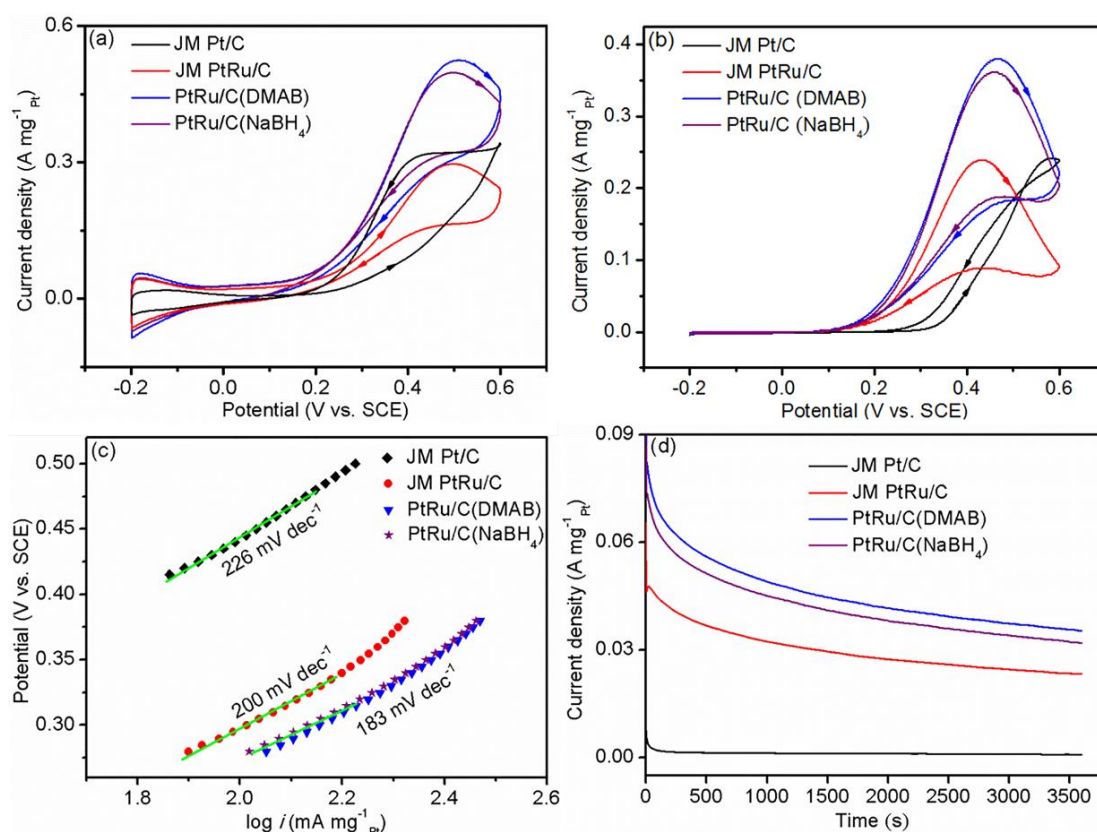 (a)
JM Pt/C
JM PtRu/C
PtRu/C(DMAB)
PtRu/C(NaBH₄)
0.6
0.3
0.0
Current density (A mg⁻¹Pt)
-0.2 0.0 0.2 0.4 0.6
Potential (V vs. SCE)
(b)
JM Pt/C
JM PtRu/C
PtRu/C (DMAB)
PtRu/C (NaBH₄)
0.4
0.3
0.2
0.1
0.0
Current density (A mg⁻¹Pt)
-0.2 0.0 0.2 0.4 0.6
Potential (V vs. SCE)
(c)
JM Pt/C
JM PtRu/C
PtRu/C(DMAB)
PtRu/C(NaBH₄)
226 mV dec⁻¹
200 mV dec⁻¹
183 mV dec⁻¹
0.50
0.45
0.40
0.35
0.30
Potential (V vs. SCE)
1.8 2.0 2.2 2.4 2.6
log i (mA mg⁻¹Pt)
(d)
JM Pt/C
JM PtRu/C
PtRu/C(DMAB)
PtRu/C(NaBH₄)
0.09
0.06
0.03
0.00
Current density (A mg⁻¹Pt)
0 500 1000 1500 2000 2500 3000 3500
Time (s)